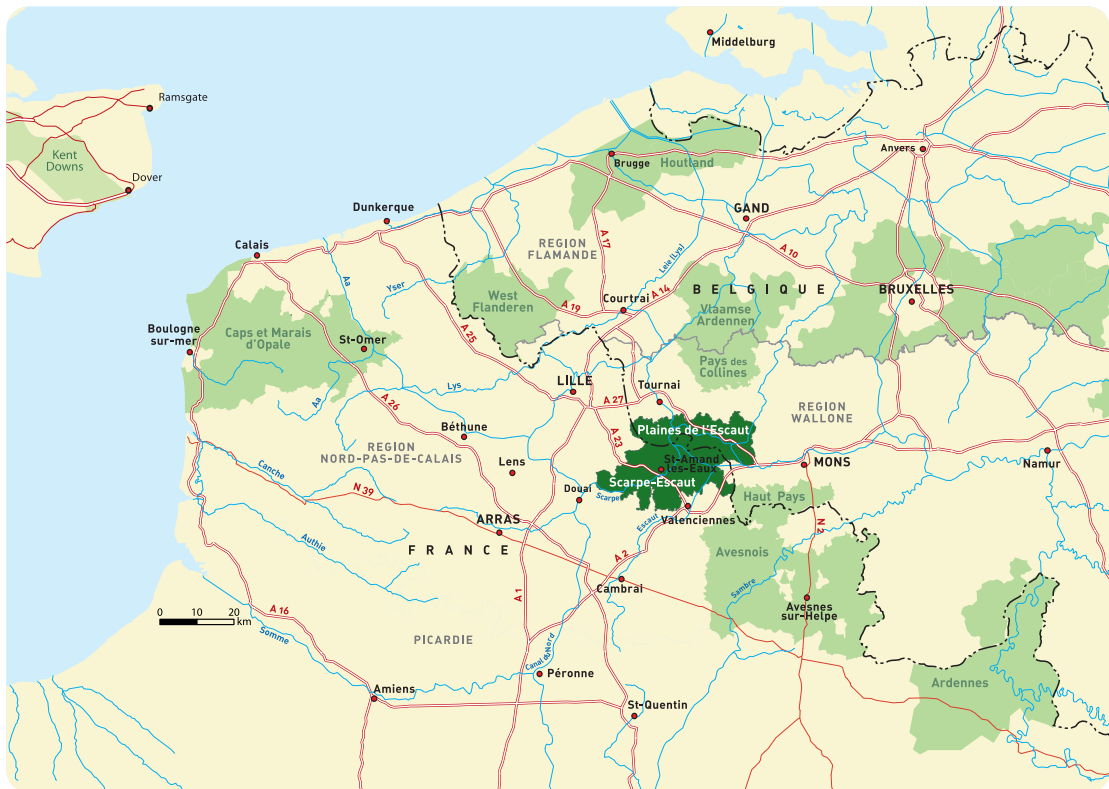 Middelburg
Ramsgate
Kent
Downs
Dover
Anvers
Brugge
Houtland
Dunkerque
GAND
Calais
REGION
FLAMANDE
A 17
Leie (Lys)
A 10
Aa
Yser
West
Flanderen
A 19
Courtrai
A 14
BELGIQUE
Vlaamse
Ardennen
BRUXELLES
Boulogne
sur-mer
Caps et Marais
d'Opale
St-Omer
A 25
Pays des
Collines
Aa
Lys
LILLE
Tournai
A 26
A 27
REGION
WALLONE
Béthune
A 23
Plaines de l'Escaut
REGION
NORD-PAS-DE-CALAIS
Lens
St-Amand
les-Eaux
MONS
Namur
Canche
N 39
Douai
Scarpe
Scarpe-Escaut
Haut Pays
ARRAS
Escaut
Valenciennes
N 2
Authie
FRANCE
A 2
Avesnois
Cambrai
Sambre
A 1
Avesnes
sur-Helpe
0 10 20
km
A 16
Somme
PICARDIE
Canal du Nord
Péronne
Ardennes
Amiens
St-Quentin